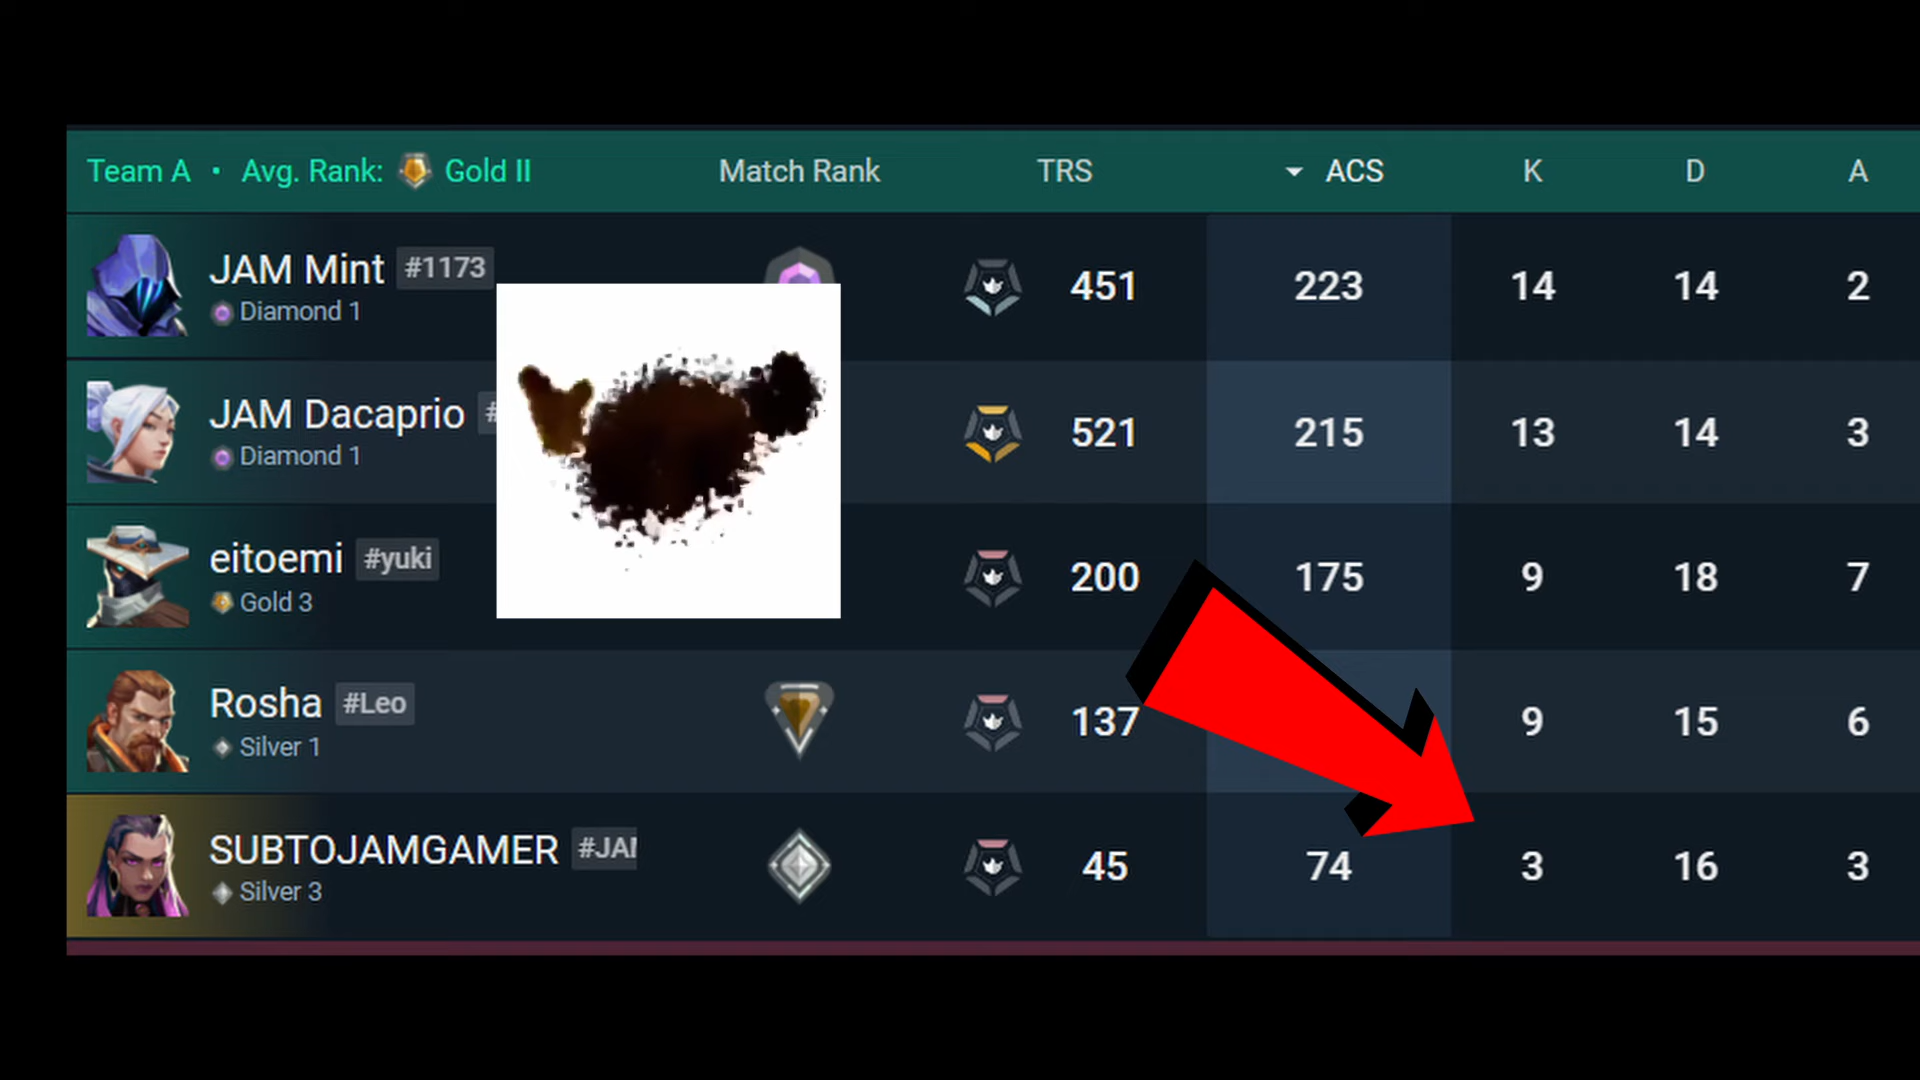 Team A • Avg. Rank: Gold II Match Rank TRS ACS K D A
JAM Mint #1173 451 223 14 14 2
Diamond 1
JAM Dacaprio # 521 215 13 14 3
Diamond 1
eitoemi #yuki 200 175 9 18 7
Gold 3
Rosha #Leo 137 9 15 6
Silver 1
SUBTOJAMGAMER #JAM 45 74 3 16 3
Silver 3